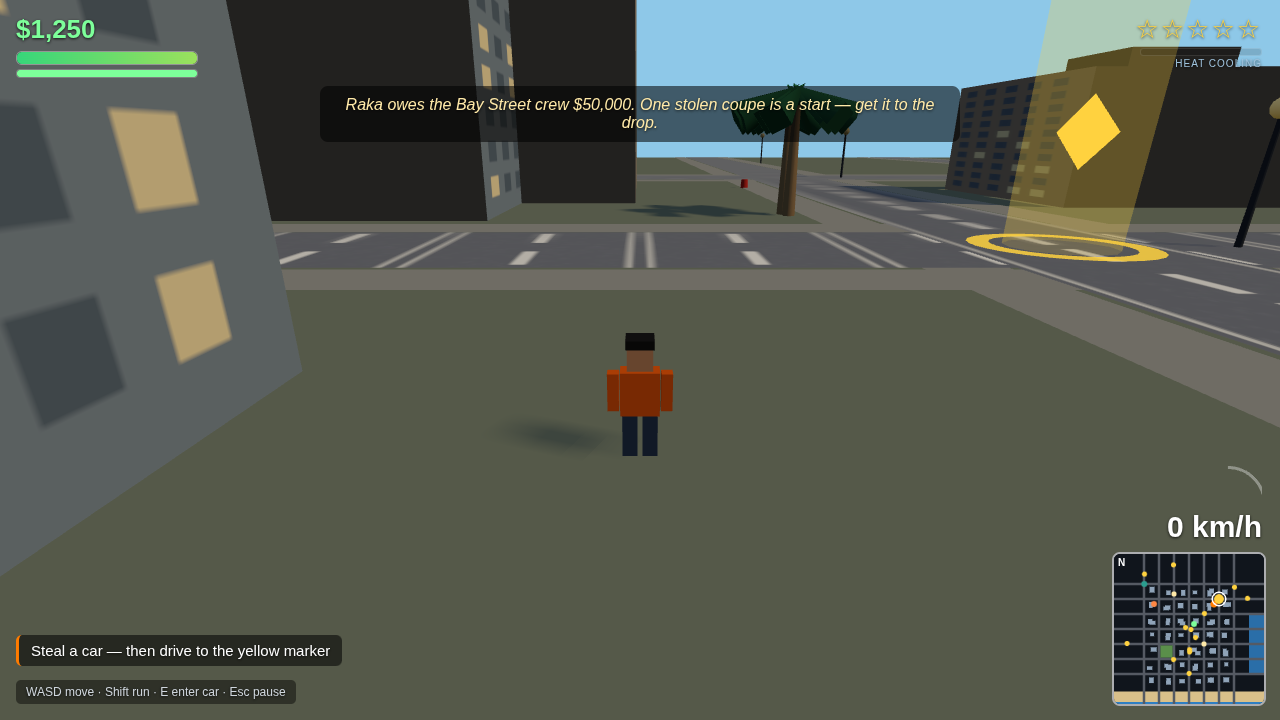 $1,250
☆☆☆☆☆
HEAT COOLING
Raka owes the Bay Street crew $50,000. One stolen coupe is a start — get it to the
drop.
0 km/h
N
Steal a car — then drive to the yellow marker
WASD move · Shift run · E enter car · Esc pause